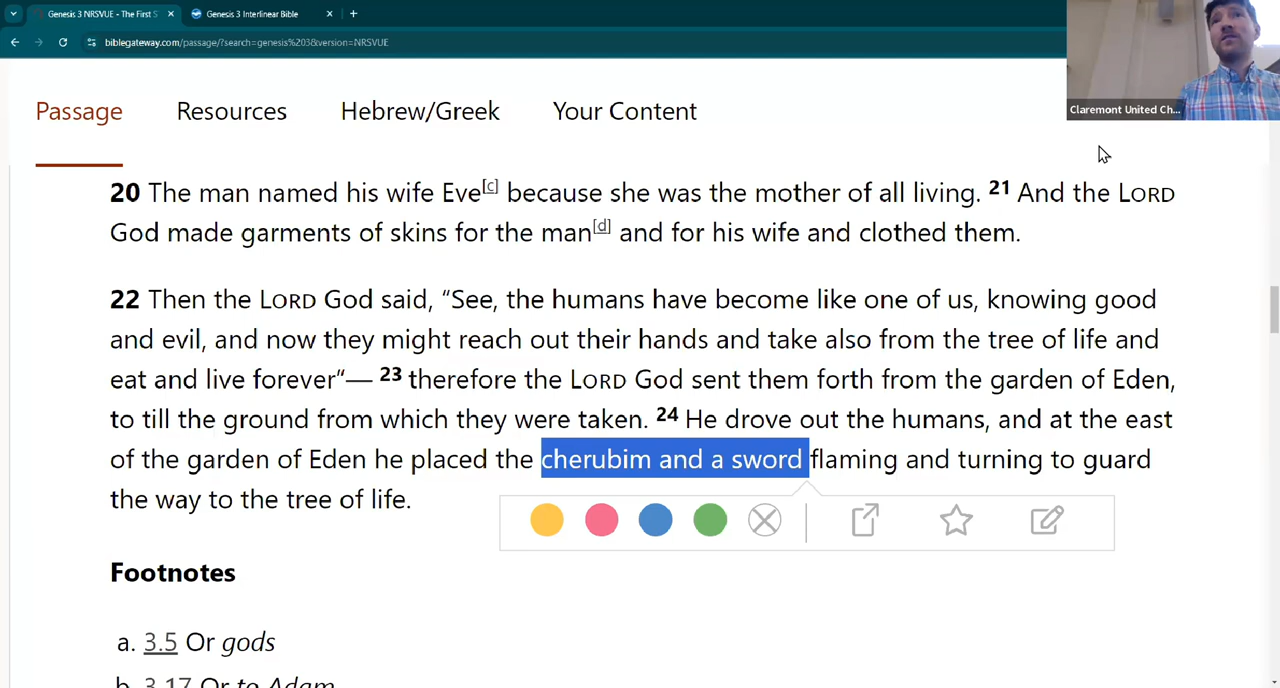 Genesis 3 NRSVUE - The First S
Genesis 3 Interlinear Bible
biblegateway.com/passage/?search=genesis%203&version=NRSVUE
Claremont United Ch...
Passage Resources Hebrew/Greek Your Content
20 The man named his wife Eve[c] because she was the mother of all living. 21 And the LORD
God made garments of skins for the man[d] and for his wife and clothed them.
22 Then the LORD God said, “See, the humans have become like one of us, knowing good
and evil, and now they might reach out their hands and take also from the tree of life and
eat and live forever”— 23 therefore the LORD God sent them forth from the garden of Eden,
to till the ground from which they were taken. 24 He drove out the humans, and at the east
of the garden of Eden he placed the cherubim and a sword flaming and turning to guard
the way to the tree of life.
Footnotes
a. 3.5 Or gods
b. 3.17 Or to Adam